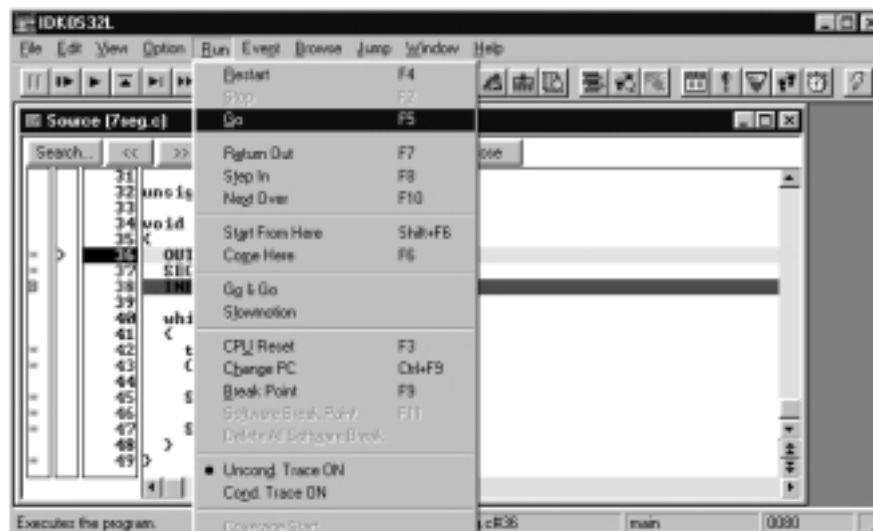 IDK0S32L
File Edit View Option Run Event Browse Jump Window Help
Source (7seg.c)
Search... << >>
Restart F4
Stop F2
Go F5
Return Out F7
Step In F8
Next Over F10
Start From Here Shift+F6
Come Here F6
Go & Go
Slowmotion
CPU Reset F3
Change PC Ctrl+F9
Break Point F9
Software Break Point F11
Delete All Software Break
Uncond. Trace ON
Cond. Trace ON
Coverage Start
31
32 unsig
33
34 void
35 {
36 OUT
37 SEG
38
39
40 whi
41 {
42 t
43 C
44
45 S
46
47 S
48 }
49 }
Executes the program. g.c#36 main 0080